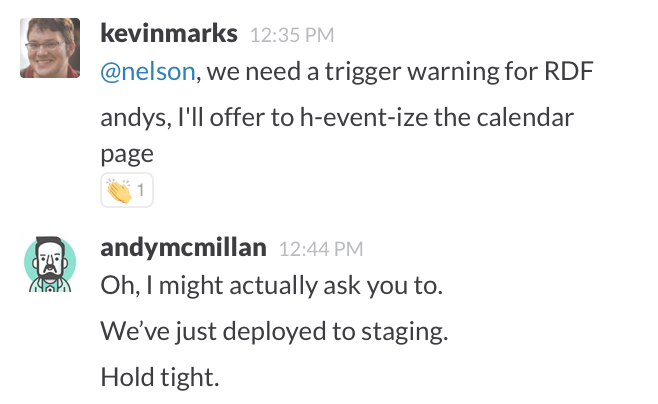 kevinmarks 12:35 PM
@nelson, we need a trigger warning for RDF
andys, I'll offer to h-event-ize the calendar
page
👏 1
andymcmillan 12:44 PM
Oh, I might actually ask you to.
We’ve just deployed to staging.
Hold tight.